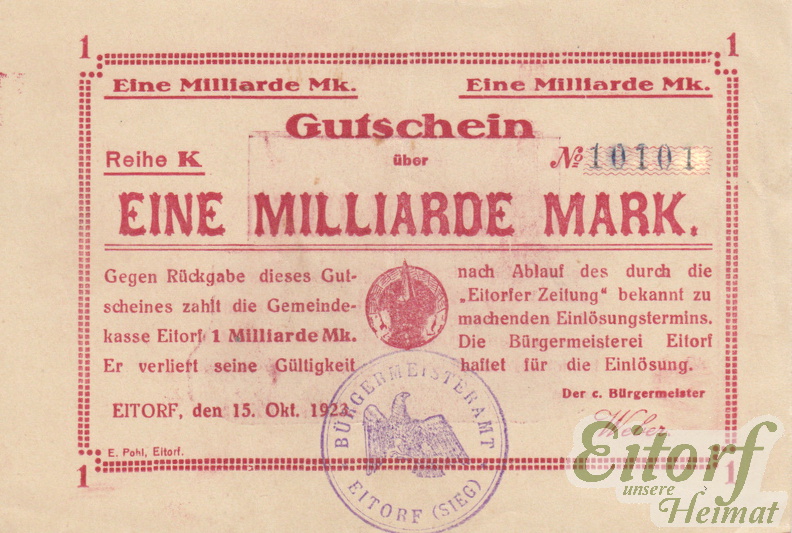 1
1
Eine Milliarde Mk.
Eine Milliarde Mk.
Gutschein
Reihe K
über
№ 10101
EINE MILLIARDE MARK.
Gegen Rückgabe dieses Gut-
scheines zahlt die Gemeinde-
kasse Eitorf 1 Milliarde Mk.
Er verliert seine Gültigkeit
nach Ablauf des durch die
„Eitorfer Zeitung" bekannt zu
machenden Einlösungstermins.
Die Bürgermeisterei Eitorf
haftet für die Einlösung.
EITORF, den 15. Okt. 1923.
Der c. Bürgermeister
Weber
BÜRGERMEISTERAMT
EITORF (SIEG)
E. Pohl, Eitorf.
1
1
Eitorf
unsere
Heimat